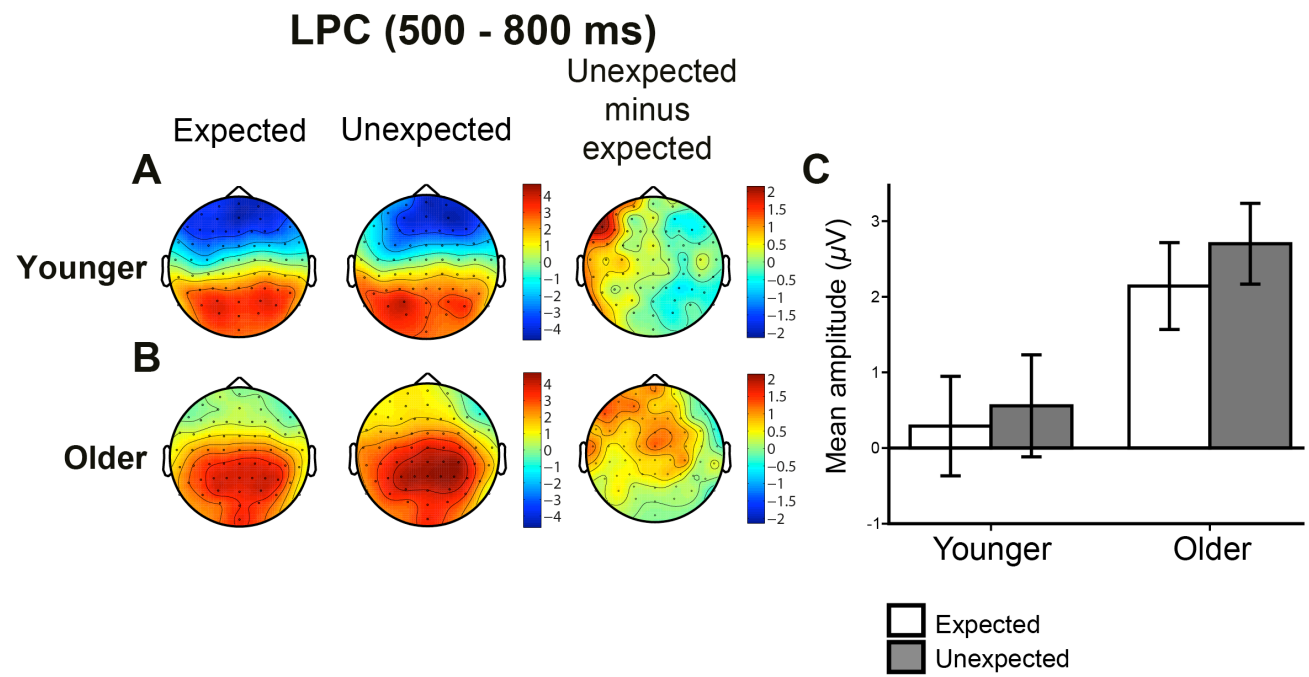 LPC (500 - 800 ms)
Expected
Unexpected
Unexpected
minus
expected
A
Younger
4
3
2
1
0
−1
−2
−3
−4
2
1.5
1
0.5
0
−0.5
−1
−1.5
−2
B
Older
4
3
2
1
0
−1
−2
−3
−4
2
1.5
1
0.5
0
−0.5
−1
−1.5
−2
C
Mean amplitude (µV)
3
2
1
0
-1
Younger
Older
Expected
Unexpected